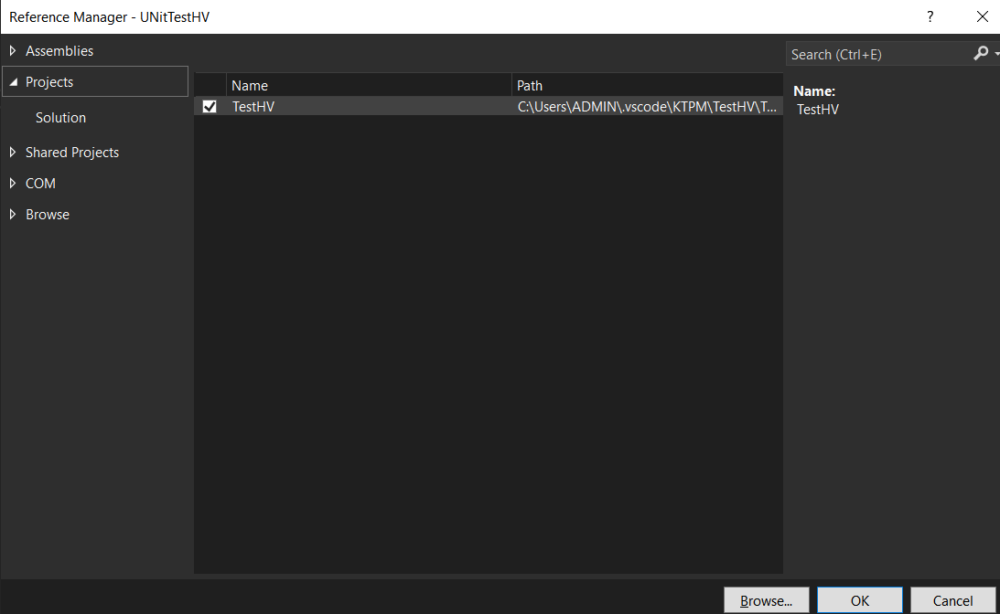 Reference Manager - UNitTestHV ?
Assemblies
Projects
Solution
Shared Projects
COM
Browse
Name Path
TestHV C:\Users\ADMIN\.vscode\KTPM\TestHV\T...
Search (Ctrl+E)
Name:
TestHV
Browse... OK Cancel